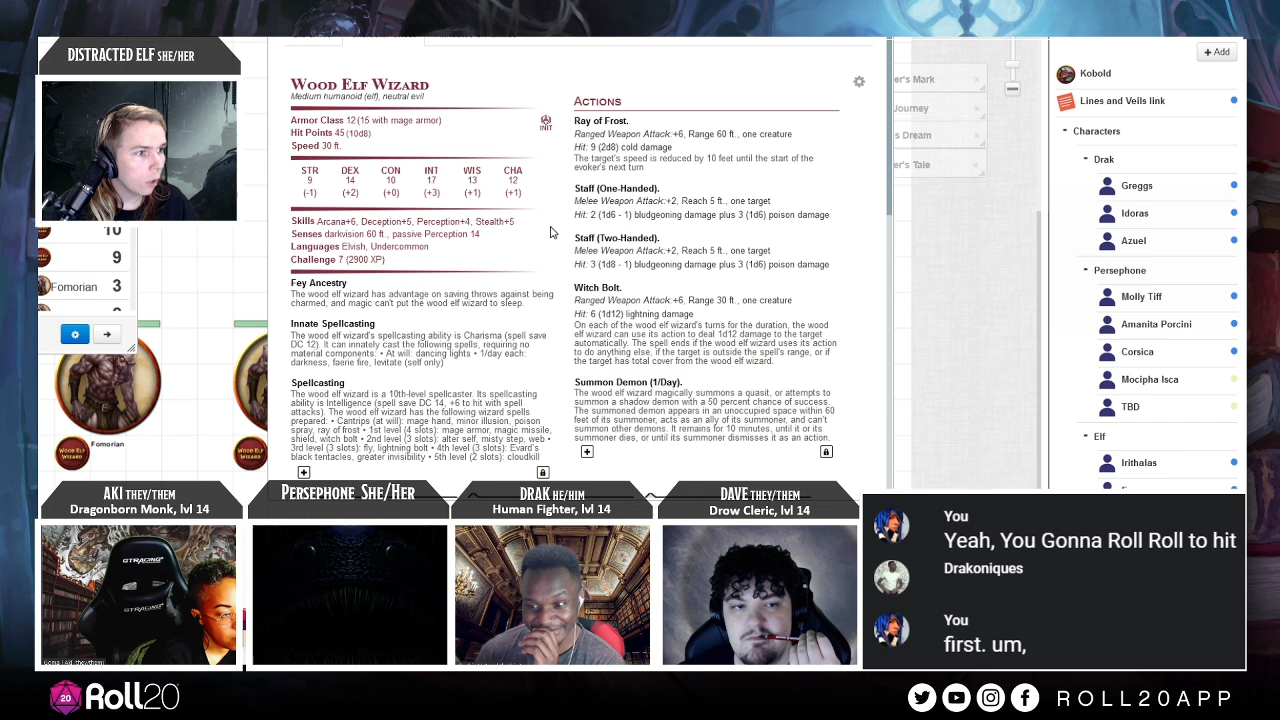 DISTRACTED ELF SHE/HER
10
9
Fomorian 3
Fomorian
WOOD ELF WIZARD
WOOD ELF WIZARD
WOOD ELF WIZARD
Medium humanoid (elf), neutral evil
Armor Class 12 (15 with mage armor)
Hit Points 45 (10d8)
Speed 30 ft.
INIT
STR DEX CON INT WIS CHA
9 14 10 17 13 12
(-1) (+2) (+0) (+3) (+1) (+1)
Skills Arcana+6, Deception+5, Perception+4, Stealth+5
Senses darkvision 60 ft., passive Perception 14
Languages Elvish, Undercommon
Challenge 7 (2900 XP)
Fey Ancestry
The wood elf wizard has advantage on saving throws against being
charmed, and magic can't put the wood elf wizard to sleep.
Innate Spellcasting
The wood elf wizard's spellcasting ability is Charisma (spell save
DC 12). It can innately cast the following spells, requiring no
material components: • At will: dancing lights • 1/day each:
darkness, faerie fire, levitate (self only)
Spellcasting
The wood elf wizard is a 10th-level spellcaster. Its spellcasting
ability is Intelligence (spell save DC 14, +6 to hit with spell
attacks). The wood elf wizard has the following wizard spells
prepared: • Cantrips (at will): mage hand, minor illusion, poison
spray, ray of frost • 1st level (4 slots): mage armor, magic missile,
shield, witch bolt • 2nd level (3 slots): alter self, misty step, web •
3rd level (3 slots): fly, lightning bolt • 4th level (3 slots): Evard's
black tentacles, greater invisibility • 5th level (2 slots): cloudkill
ACTIONS
Ray of Frost.
Ranged Weapon Attack:+6, Range 60 ft., one creature
Hit: 9 (2d8) cold damage
The target's speed is reduced by 10 feet until the start of the
evoker's next turn
Staff (One-Handed).
Melee Weapon Attack:+2, Reach 5 ft., one target
Hit: 2 (1d6 - 1) bludgeoning damage plus 3 (1d6) poison damage
Staff (Two-Handed).
Melee Weapon Attack:+2, Reach 5 ft., one target
Hit: 3 (1d8 - 1) bludgeoning damage plus 3 (1d6) poison damage
Witch Bolt.
Ranged Weapon Attack:+6, Range 30 ft., one creature
Hit: 6 (1d12) lightning damage
On each of the wood elf wizard's turns for the duration, the wood
elf wizard can use its action to deal 1d12 damage to the target
automatically. The spell ends if the wood elf wizard uses its action
to do anything else, if the target is outside the spell's range, or if
the target has total cover from the wood elf wizard.
Summon Demon (1/Day).
The wood elf wizard magically summons a quasit, or attempts to
summon a shadow demon with a 50 percent chance of success.
The summoned demon appears in an unoccupied space within 60
feet of its summoner, acts as an ally of its summoner, and can't
summon other demons. It remains for 10 minutes, until it or its
summoner dies, or until its summoner dismisses it as an action.
er's Mark
Journey
's Dream
er's Tale
+ Add
Kobold
Lines and Veils link
Characters
Drak
Greggs
Idoras
Azuel
Persephone
Molly Tiff
Amanita Porcini
Corsica
Mocipha Isca
TBD
Elf
Irithalas
AKI THEY/THEM
Dragonborn Monk, lvl 14
PERSEPHONE SHE/HER
DRAK HE/HIM
Human Fighter, lvl 14
DAVE THEY/THEM
Drow Cleric, lvl 14
GTRACING
GTRACING
You
Yeah, You Gonna Roll Roll to hit
Drakoniques
You
first. um,
20
Roll20
ROLL20APP